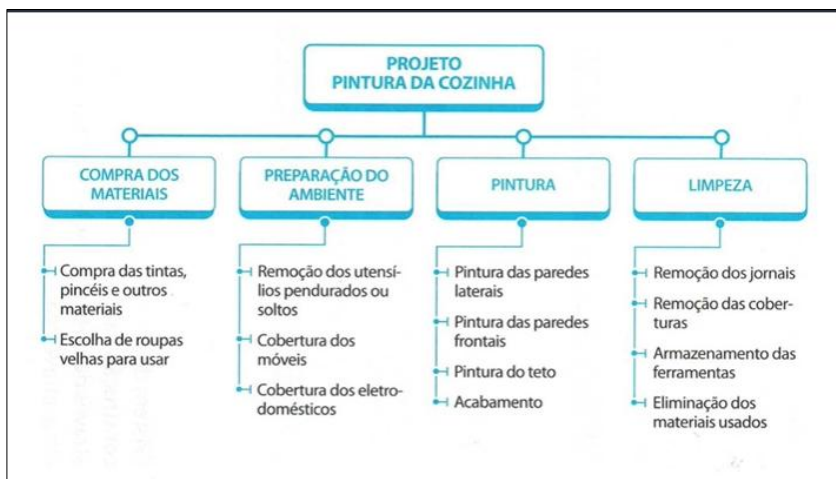 PROJETO
PINTURA DA COZINHA
COMPRA DOS
MATERIAIS
Compra das tintas,
pincéis e outros
materiais
Escolha de roupas
velhas para usar
PREPARAÇÃO DO
AMBIENTE
Remoção dos utensí-
lios pendurados ou
soltos
Cobertura dos
móveis
Cobertura dos eletro-
domésticos
PINTURA
Pintura das paredes
laterais
Pintura das paredes
frontais
Pintura do teto
Acabamento
LIMPEZA
Remoção dos jornais
Remoção das cober-
turas
Armazenamento das
ferramentas
Eliminação dos
materiais usados